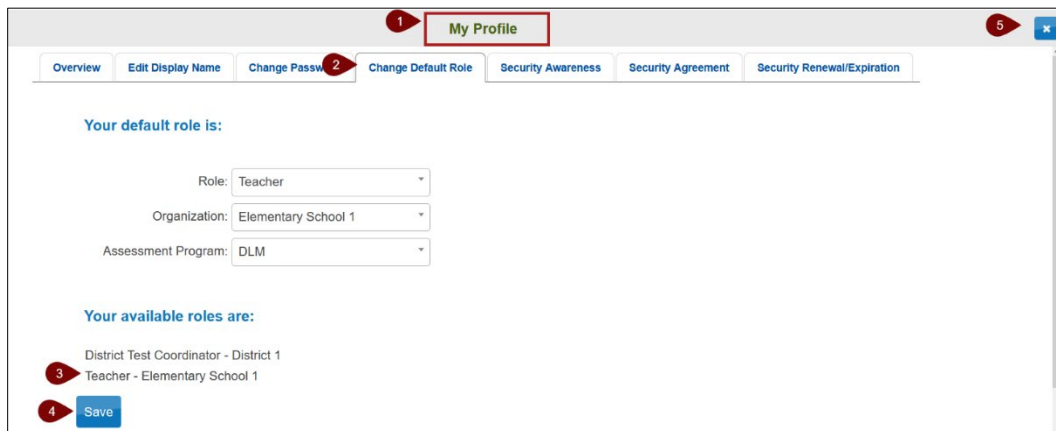 1 My Profile 5 ×
Overview Edit Display Name Change Passw 2 Change Default Role Security Awareness Security Agreement Security Renewal/Expiration
Your default role is:
Role: Teacher
Organization: Elementary School 1
Assessment Program: DLM
Your available roles are:
District Test Coordinator - District 1
3 Teacher - Elementary School 1
4 Save